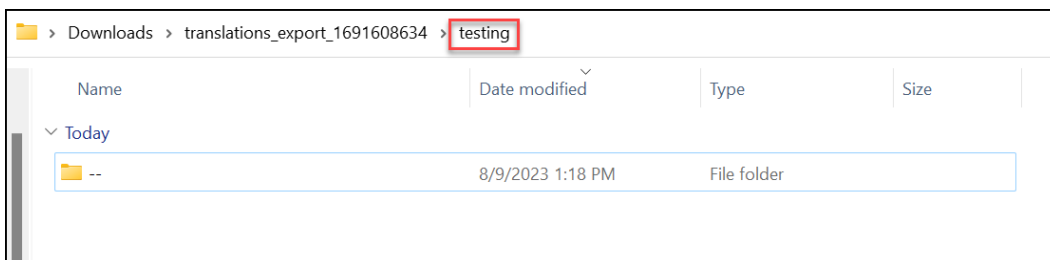 > Downloads > translations_export_1691608634 > testing
Name Date modified Type Size
Today
-- 8/9/2023 1:18 PM File folder